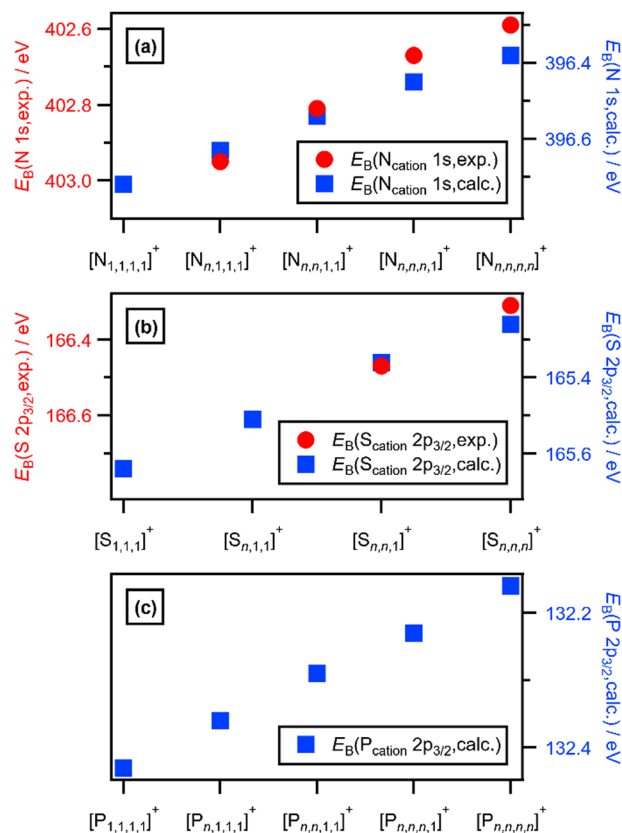 (a)
402.6
402.8
403.0
E_B(N 1s,exp.) / eV
396.4
396.6
E_B(N 1s,calc.) / eV
E_B(N_cation 1s,exp.)
E_B(N_cation 1s,calc.)
[N_1,1,1,1]^+ [N_n,1,1,1]^+ [N_n,n,1,1]^+ [N_n,n,n,1]^+ [N_n,n,n,n]^+
(b)
166.4
166.6
E_B(S 2p_3/2,exp.) / eV
165.4
165.6
E_B(S 2p_3/2,calc.) / eV
E_B(S_cation 2p_3/2,exp.)
E_B(S_cation 2p_3/2,calc.)
[S_1,1,1]^+ [S_n,1,1]^+ [S_n,n,1]^+ [S_n,n,n]^+
(c)
132.2
132.4
E_B(P 2p_3/2,calc.) / eV
E_B(P_cation 2p_3/2,calc.)
[P_1,1,1,1]^+ [P_n,1,1,1]^+ [P_n,n,1,1]^+ [P_n,n,n,1]^+ [P_n,n,n,n]^+